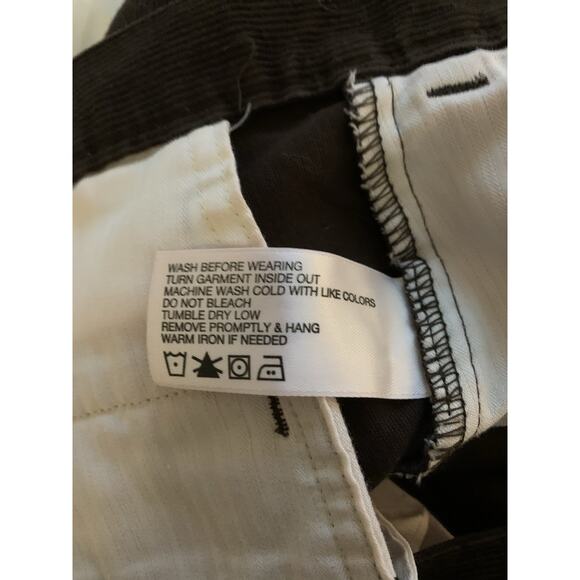 WASH BEFORE WEARING
TURN GARMENT INSIDE OUT
MACHINE WASH COLD WITH LIKE COLORS
DO NOT BLEACH
TUMBLE DRY LOW
REMOVE PROMPTLY & HANG
WARM IRON IF NEEDED